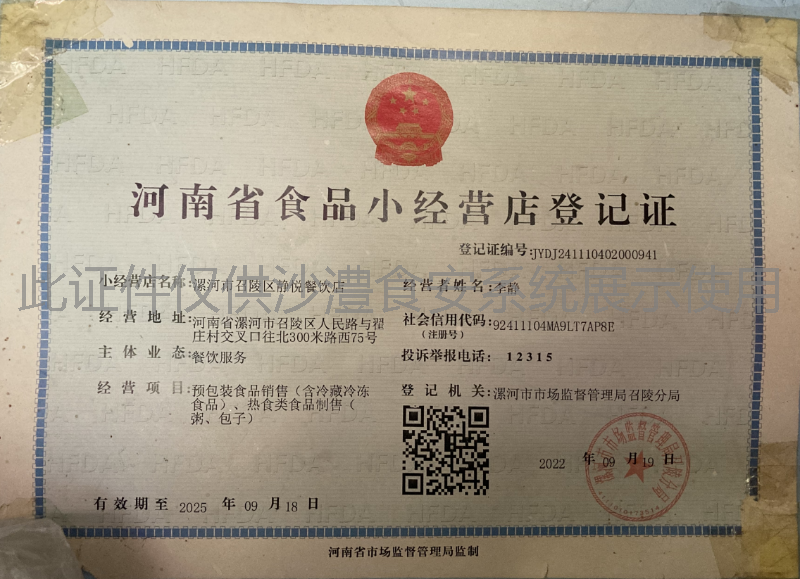 河南省食品小经营店登记证
登记证编号:JYDJ241110402000941
小经营店名称:漯河市召陵区静悦餐饮店
经营者姓名:李静
经营地址:河南省漯河市召陵区人民路与翟
庄村交叉口往北300米路西75号
社会信用代码:92411104MA9LT7AP8E
(注册号)
主体业态:餐饮服务
投诉举报电话: 12315
经营项目:预包装食品销售（含冷藏冷冻
食品）、热食类食品制售（
粥、包子）
登记机关:漯河市市场监督管理局召陵分局
2022 年 09 月 19 日
有效期至 2025 年 09 月 18 日
河南省市场监督管理局监制
此证件仅供沙澧食安系统展示使用
HFDA